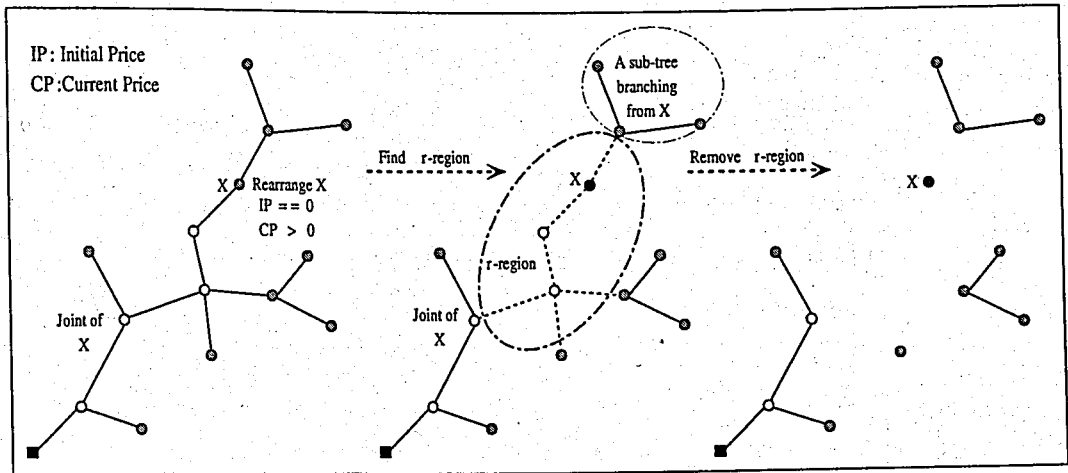 IP: Initial Price
CP:Current Price
X
Rearrange X
IP == 0
CP > 0
Joint of
X
Find r-region
A sub-tree
branching
from X
X
r-region
Joint of
X
Remove r-region
X